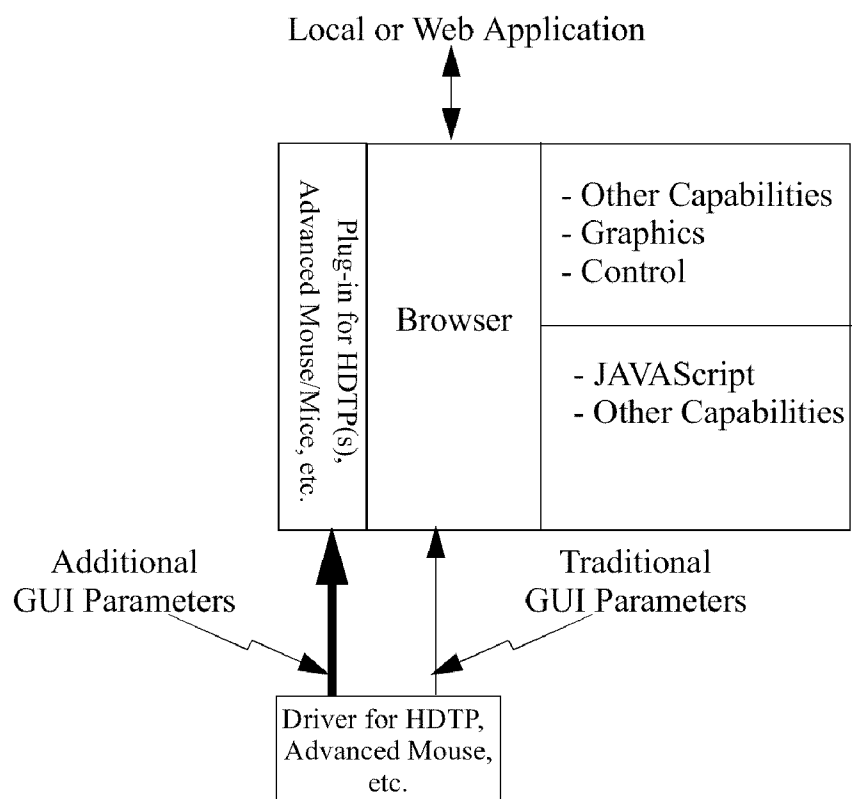 Local or Web Application
Plug-in for HDTP(s),
Advanced Mouse/Mice, etc.
Browser
- Other Capabilities
- Graphics
- Control
- JAVAScript
- Other Capabilities
Additional
GUI Parameters
Traditional
GUI Parameters
Driver for HDTP,
Advanced Mouse,
etc.